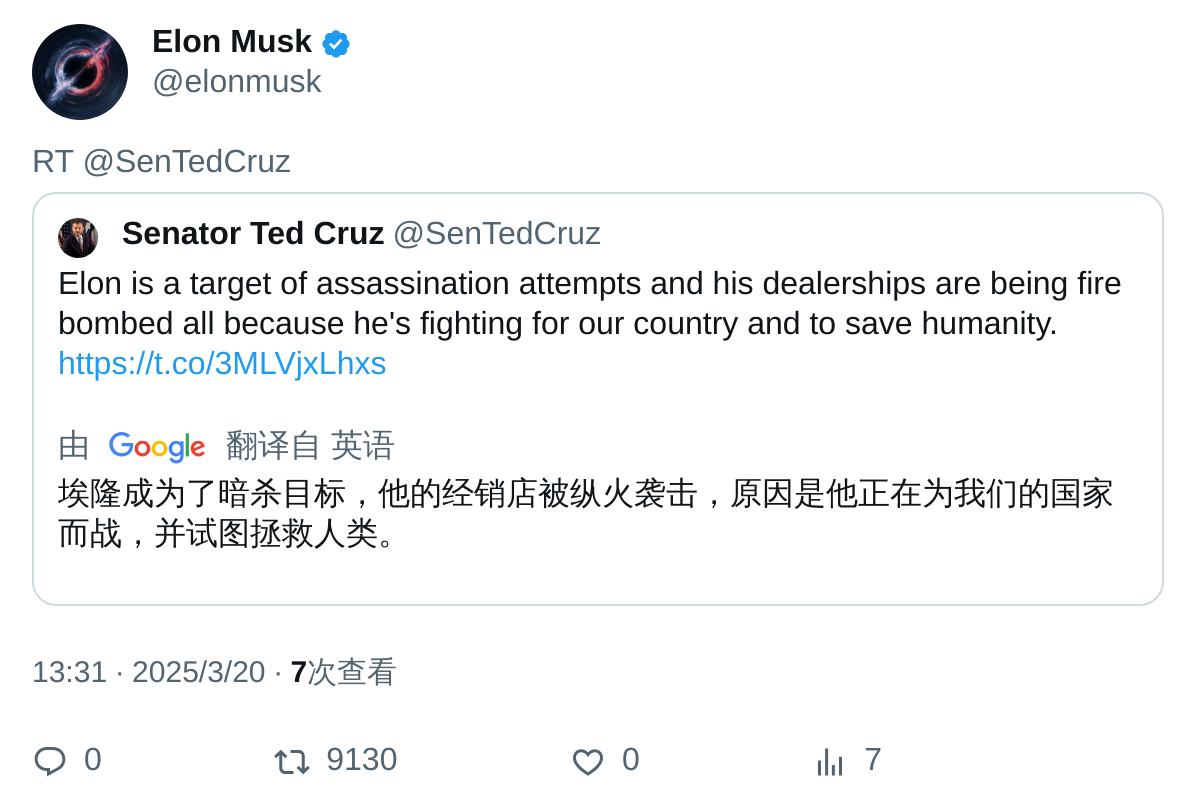 Elon Musk
@elonmusk
RT @SenTedCruz
Senator Ted Cruz @SenTedCruz
Elon is a target of assassination attempts and his dealerships are being fire
bombed all because he's fighting for our country and to save humanity.
https://t.co/3MLVjxLhxs
由 Google 翻译自 英语
埃隆成为了暗杀目标，他的经销店被纵火袭击，原因是他正在为我们的国家
而战，并试图拯救人类。
13:31 · 2025/3/20 · 7次查看
0 9130 0 7